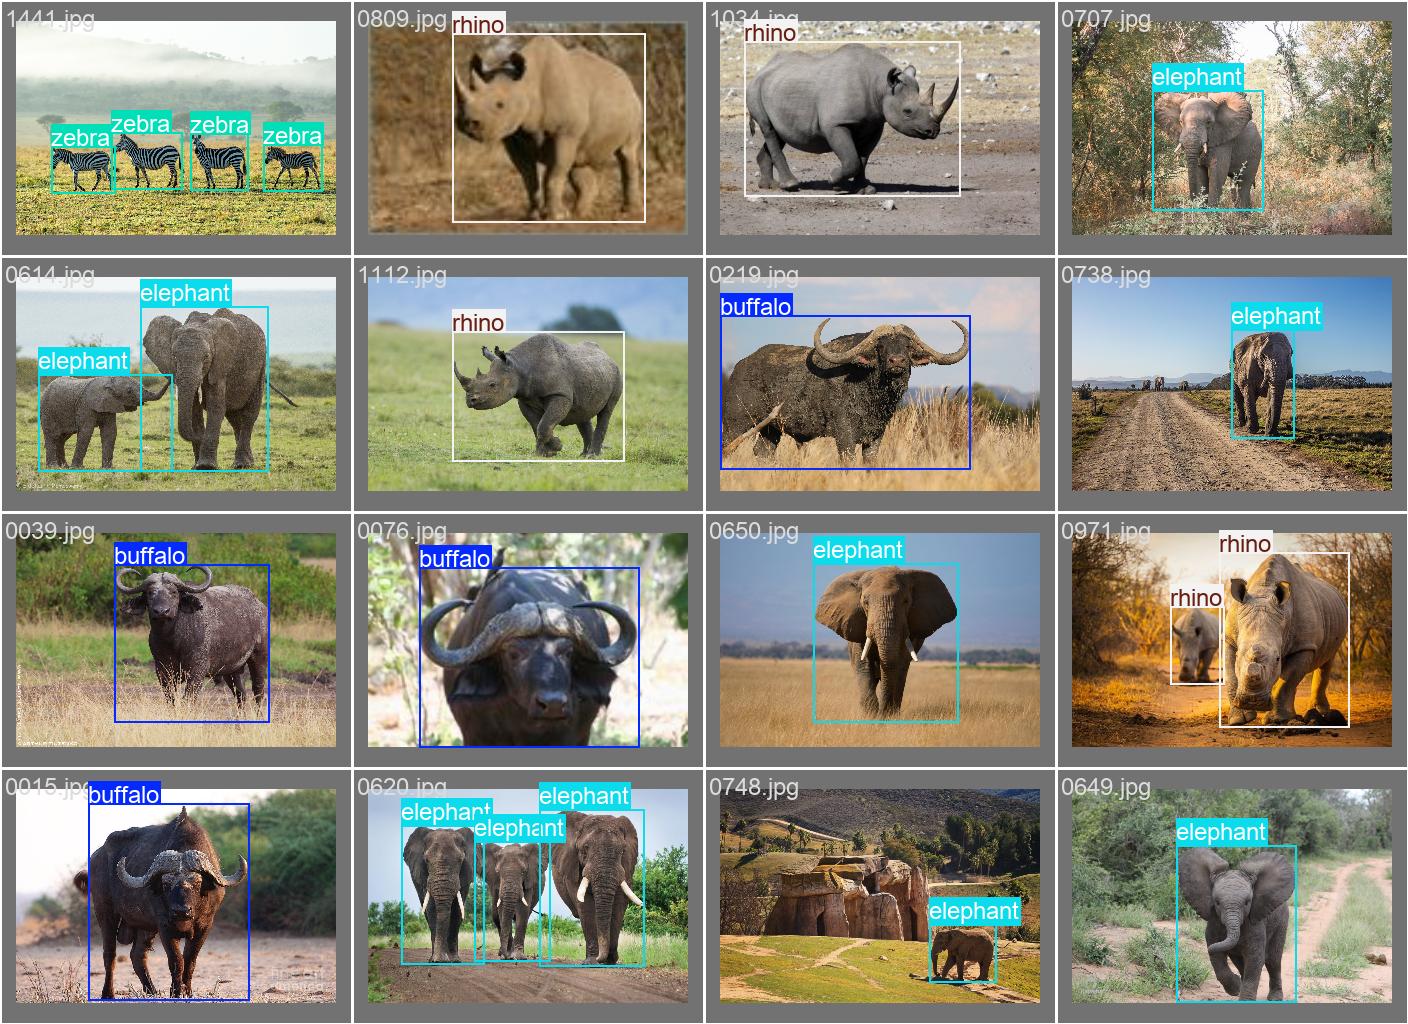 1441.jpg
zebra
zebra
zebra
zebra
0809.jpg
rhino
1034.jpg
rhino
0707.jpg
elephant
0614.jpg
elephant
elephant
1112.jpg
rhino
0219.jpg
buffalo
0738.jpg
elephant
0039.jpg
buffalo
0076.jpg
buffalo
0650.jpg
elephant
0971.jpg
rhino
rhino
0015.jpg
buffalo
0620.jpg
elephant
elephant
elephant
0748.jpg
elephant
0649.jpg
elephant